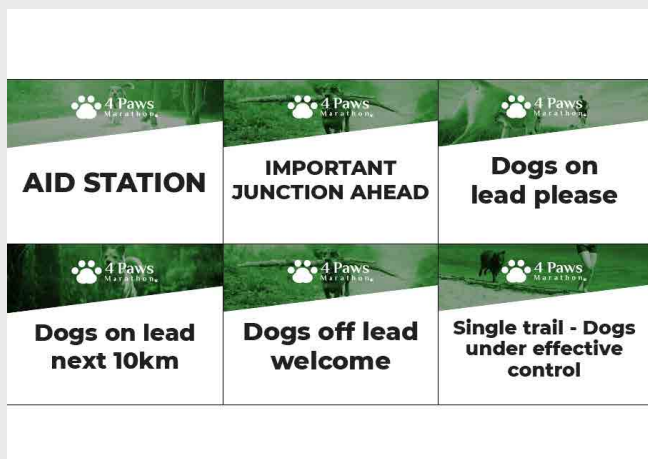 4 Paws
Marathon
AID STATION
4 Paws
Marathon
IMPORTANT
JUNCTION AHEAD
4 Paws
Marathon
Dogs on
lead please
4 Paws
Marathon
Dogs on lead
next 10km
4 Paws
Marathon
Dogs off lead
welcome
4 Paws
Marathon
Single trail - Dogs
under effective
control